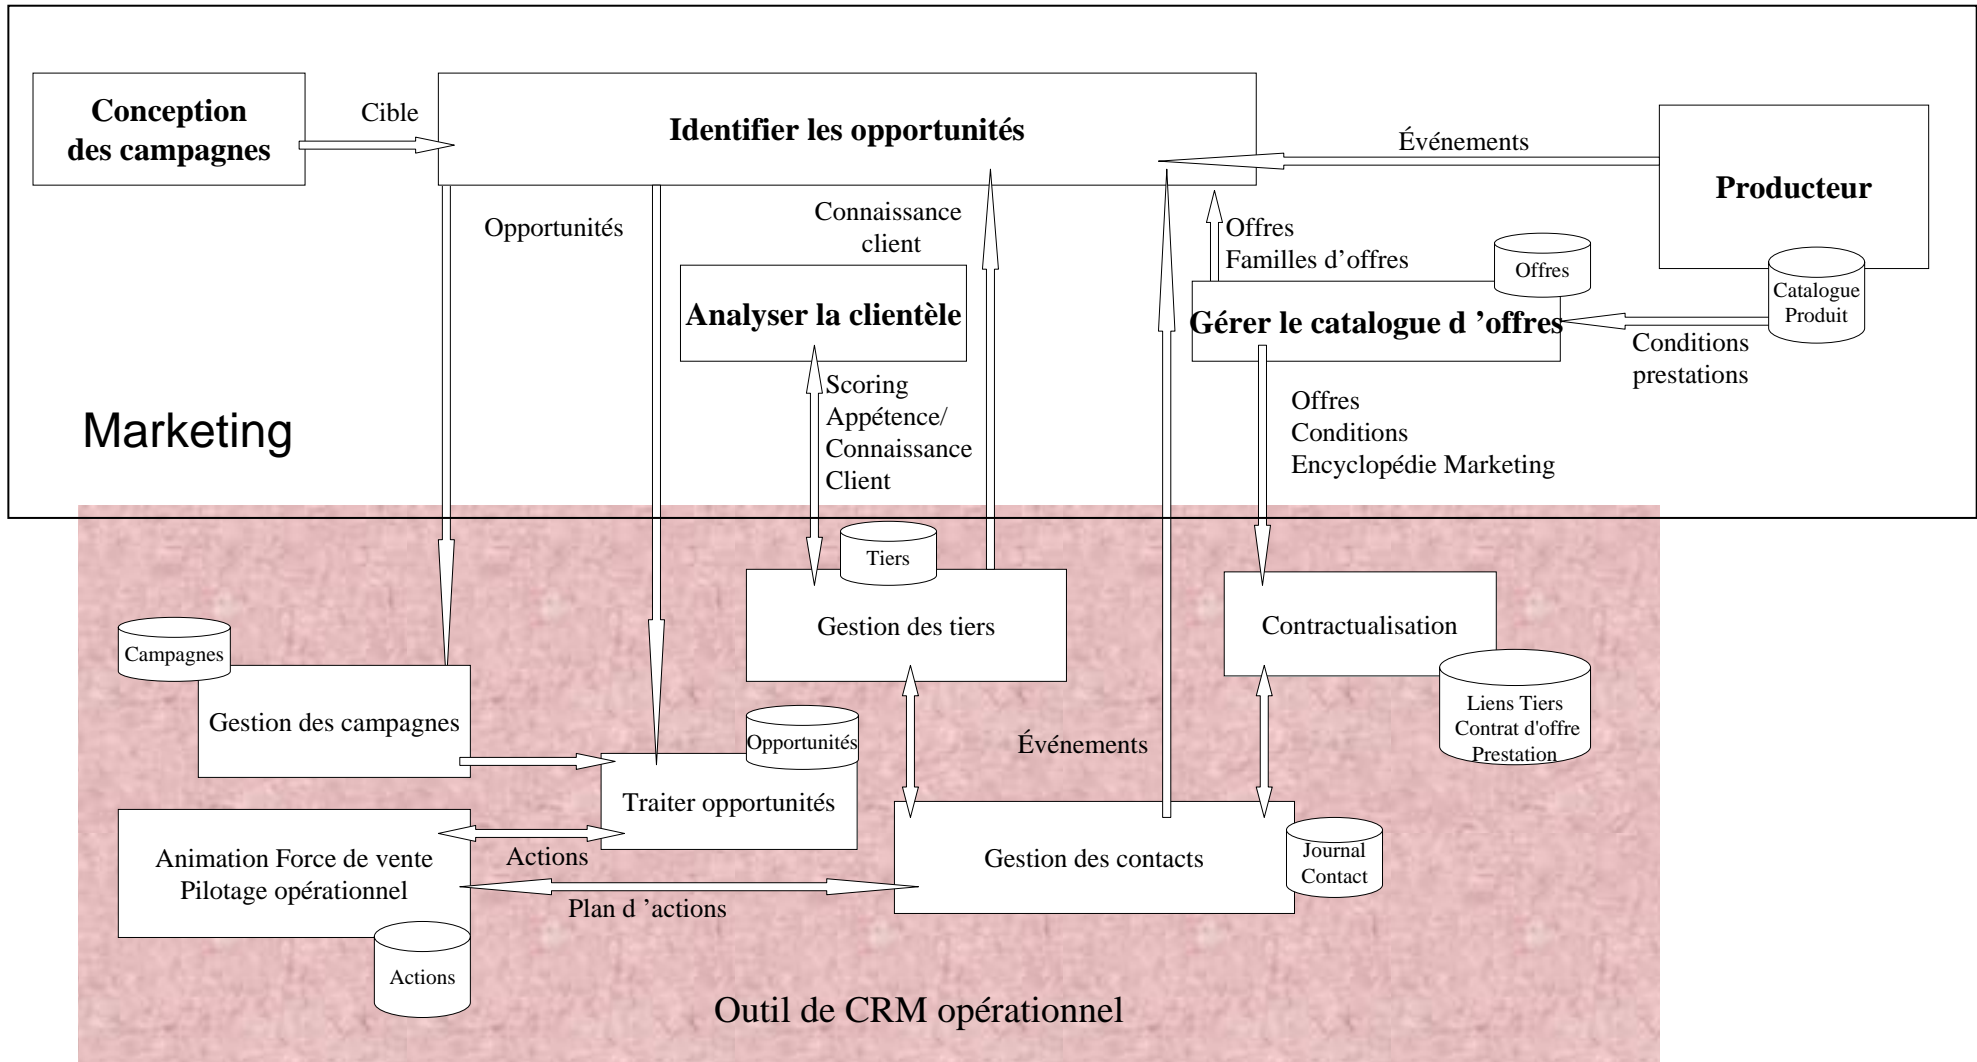 Conception
des campagnes
Cible
Identifier les opportunités
Événements
Producteur
Opportunités
Connaissance
client
Offres
Familles d’offres
Offres
Catalogue
Produit
Analyser la clientèle
Gérer le catalogue d ’offres
Conditions
prestations
Scoring
Appétence/
Connaissance
Client
Offres
Conditions
Encyclopédie Marketing
Marketing
Tiers
Gestion des tiers
Contractualisation
Campagnes
Gestion des campagnes
Liens Tiers
Contrat d'offre
Prestation
Opportunités
Événements
Traiter opportunités
Animation Force de vente
Pilotage opérationnel
Actions
Gestion des contacts
Journal
Contact
Plan d ’actions
Actions
Outil de CRM opérationnel